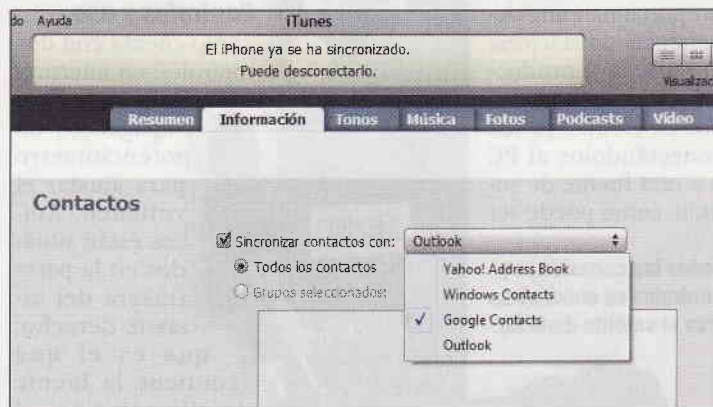 do Ayuda iTunes
El iPhone ya se ha sincronizado.
Puede desconectarlo.
Resumen Información Tonos Música Fotos Podcasts Vídeo
Contactos
Sincronizar contactos con: Outlook
Todos los contactos
Grupos seleccionados:
Yahoo! Address Book
Windows Contacts
Google Contacts
Outlook